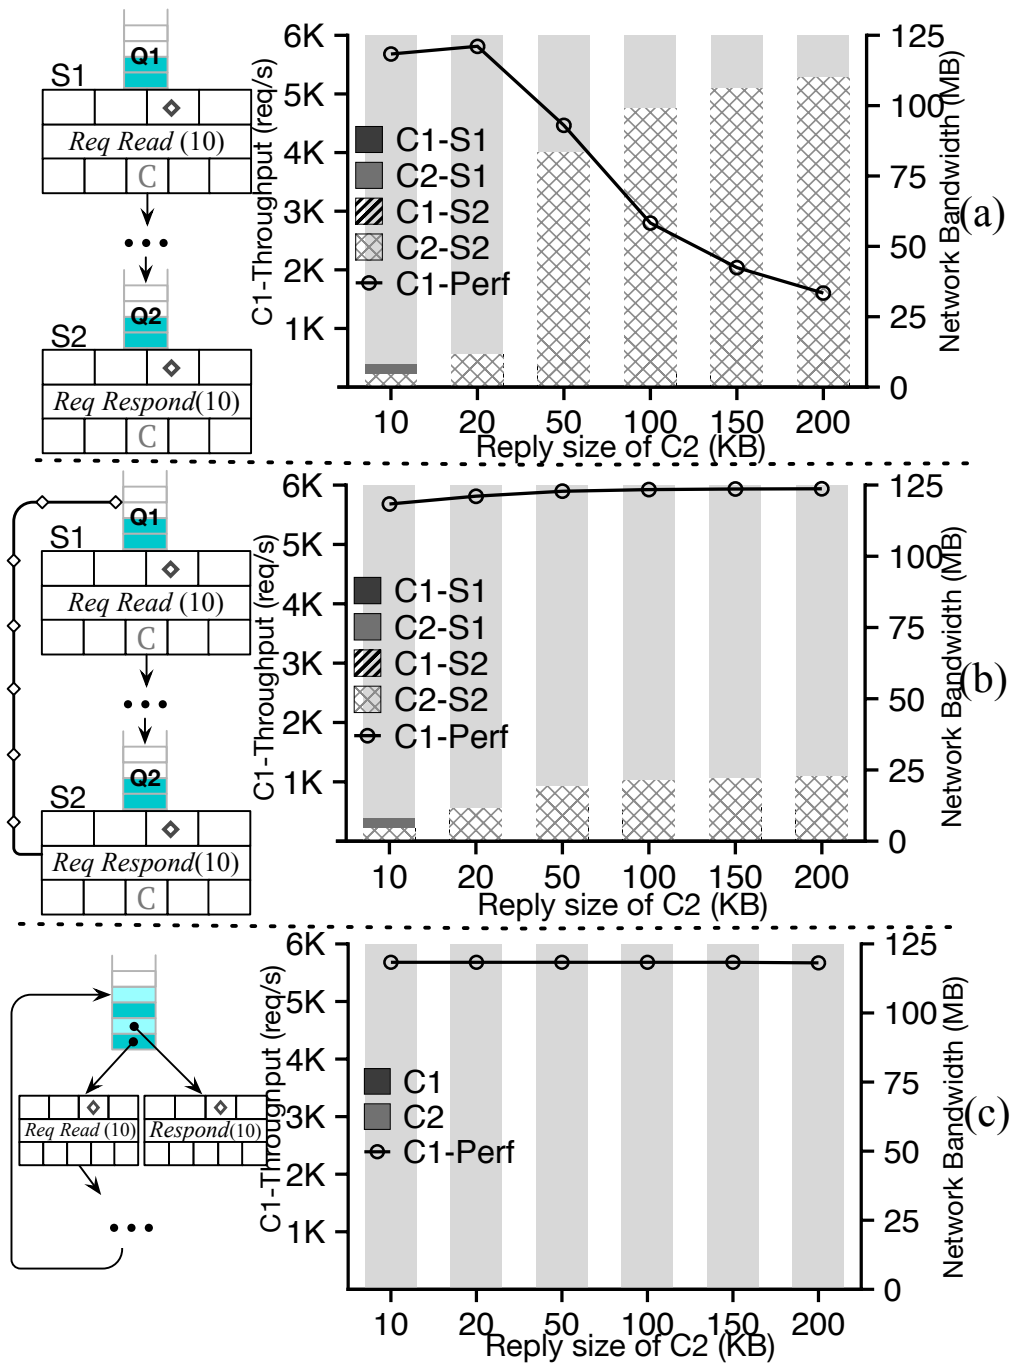 Q1
S1
Req Read (10)
C
Q2
S2
Req Respond(10)
C
C1-Throughput (req/s)
6K
5K
4K
3K
2K
1K
C1-S1
C2-S1
C1-S2
C2-S2
C1-Perf
125
100
75
50
25
0
Network Bandwidth (MB)
10 20 50 100 150 200
Reply size of C2 (KB)
(a)
Q1
S1
Req Read (10)
C
Q2
S2
Req Respond(10)
C
C1-Throughput (req/s)
6K
5K
4K
3K
2K
1K
C1-S1
C2-S1
C1-S2
C2-S2
C1-Perf
125
100
75
50
25
0
Network Bandwidth (MB)
10 20 50 100 150 200
Reply size of C2 (KB)
(b)
Req Read (10)
Respond(10)
C1-Throughput (req/s)
6K
5K
4K
3K
2K
1K
C1
C2
C1-Perf
125
100
75
50
25
0
Network Bandwidth (MB)
10 20 50 100 150 200
Reply size of C2 (KB)
(c)